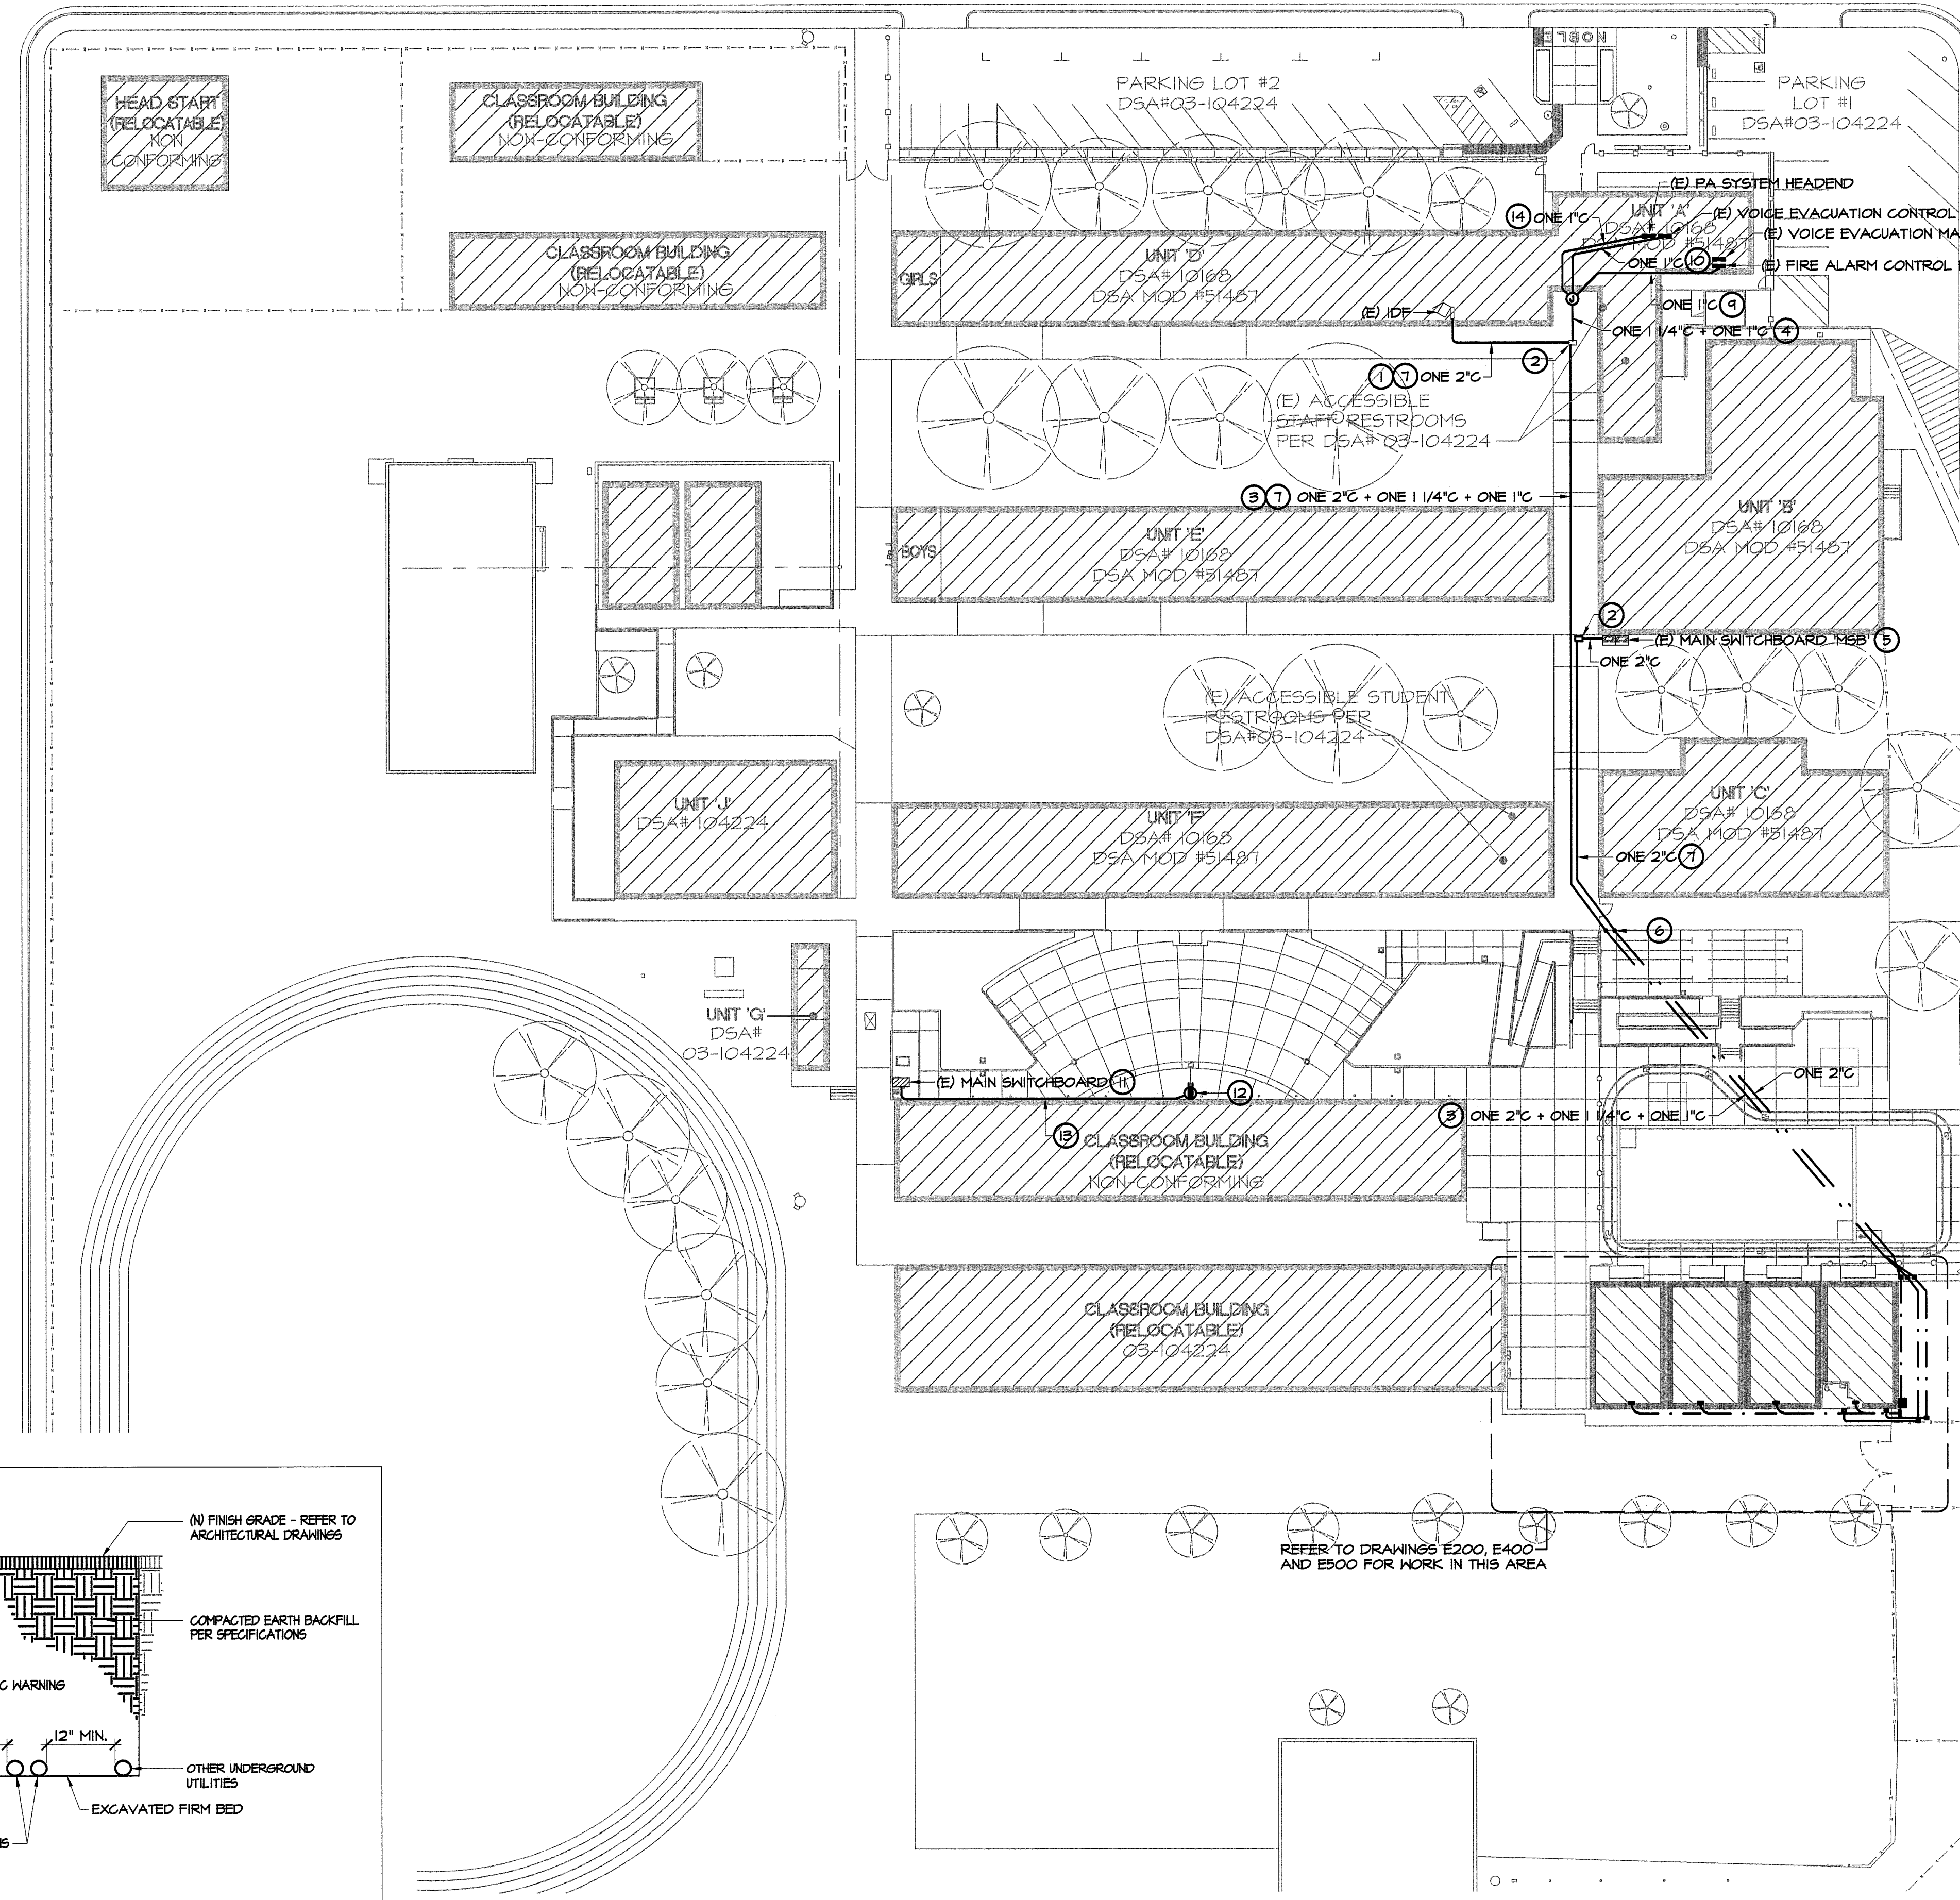 NOBLE
PARKING LOT #2
DSA#03-104224
PARKING
LOT #1
DSA#03-104224
HEAD START
(RELOCATABLE)
NON
CONFORMING
CLASSROOM BUILDING
(RELOCATABLE)
NON-CONFORMING
CLASSROOM BUILDING
(RELOCATABLE)
NON-CONFORMING
(E) PA SYSTEM HEADEND
14 ONE 1"C
UNIT 'A'
DSA# 10168
DSA MOD #51487
(E) VOICE EVACUATION CONTROL
(E) VOICE EVACUATION MA
ONE 1"C 10
(E) FIRE ALARM CONTROL
GIRLS
UNIT 'D'
DSA# 10168
DSA MOD #51487
(E) IDF
ONE 1"C 9
ONE 1 1/4"C + ONE 1"C 4
2
1 7 ONE 2"C
(E) ACCESSIBLE
STAFF RESTROOMS
PER DSA# 03-104224
3 7 ONE 2"C + ONE 1 1/4"C + ONE 1"C
BOYS
UNIT 'E'
DSA# 10168
DSA MOD #51487
UNIT 'B'
DSA# 10168
DSA MOD #51487
2
(E) MAIN SWITCHBOARD 'MSB' 5
ONE 2"C
(E) ACCESSIBLE STUDENT
RESTROOMS PER
DSA#03-104224
UNIT 'J'
DSA# 104224
UNIT 'F'
DSA# 10168
DSA MOD #51487
UNIT 'C'
DSA# 10168
DSA MOD #51487
ONE 2"C 7
6
UNIT 'G'
DSA#
03-104224
(E) MAIN SWITCHBOARD 11
12
13
ONE 2"C
3 ONE 2"C + ONE 1 1/4"C + ONE 1"C
CLASSROOM BUILDING
(RELOCATABLE)
NON-CONFORMING
CLASSROOM BUILDING
(RELOCATABLE)
03-104224
REFER TO DRAWINGS E200, E400
AND E500 FOR WORK IN THIS AREA
(N) FINISH GRADE - REFER TO
ARCHITECTURAL DRAWINGS
COMPACTED EARTH BACKFILL
PER SPECIFICATIONS
C WARNING
12" MIN.
OTHER UNDERGROUND
UTILITIES
EXCAVATED FIRM BED